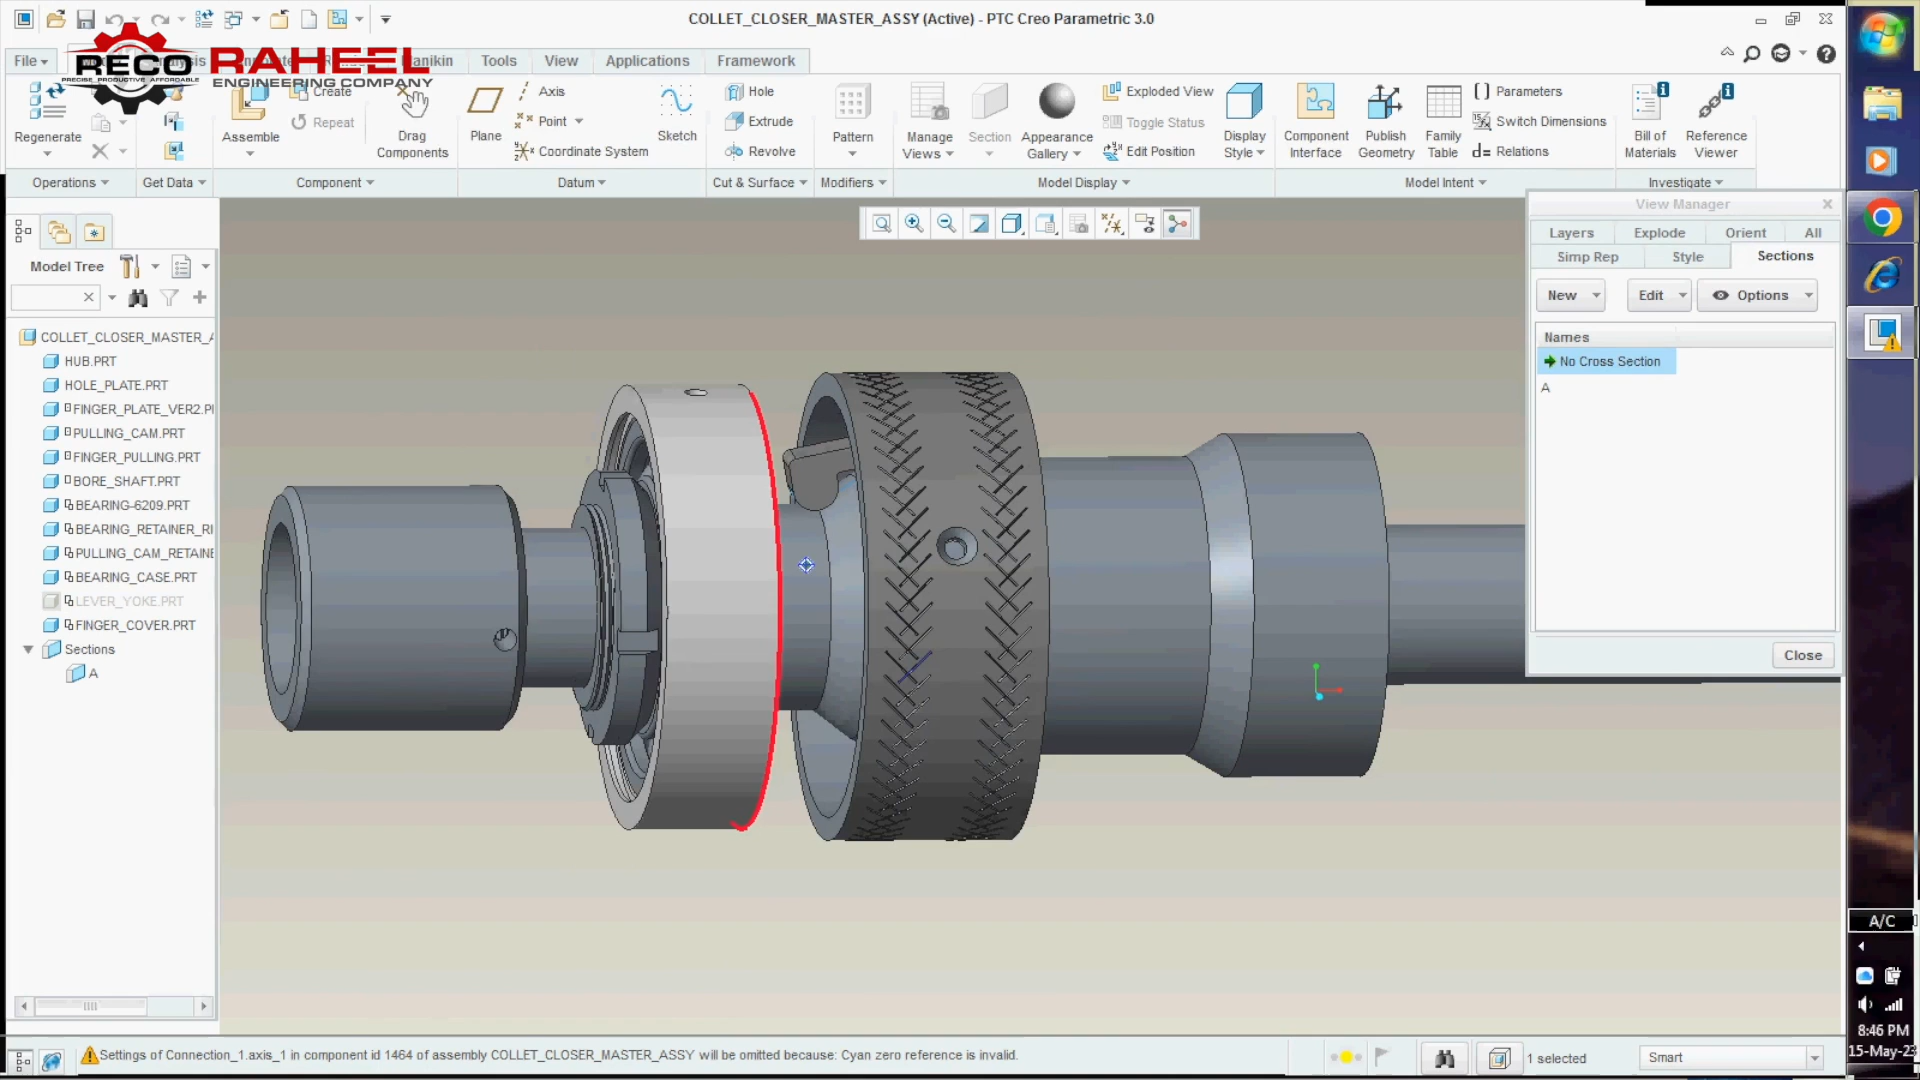 COLLET_CLOSER_MASTER_ASSY (Active) - PTC Creo Parametric 3.0
File
Manikin
Tools
View
Applications
Framework
RECO
PRECISE PRODUCTIVE AFFORDABLE
RAHEEL
ENGINEERING COMPANY
Regenerate
Assemble
Create
Repeat
Drag
Components
Plane
Axis
Point
Coordinate System
Sketch
Hole
Extrude
Revolve
Pattern
Manage
Views
Section
Appearance
Gallery
Exploded View
Toggle Status
Edit Position
Display
Style
Component
Interface
Publish
Geometry
Family
Table
Parameters
Switch Dimensions
d= Relations
Bill of
Materials
Reference
Viewer
Operations
Get Data
Component
Datum
Cut & Surface
Modifiers
Model Display
Model Intent
Investigate
Model Tree
COLLET_CLOSER_MASTER_A
HUB.PRT
HOLE_PLATE.PRT
FINGER_PLATE_VER2.P
PULLING_CAM.PRT
FINGER_PULLING.PRT
BORE_SHAFT.PRT
BEARING-6209.PRT
BEARING_RETAINER_RI
PULLING_CAM_RETAINE
BEARING_CASE.PRT
LEVER_YOKE.PRT
FINGER_COVER.PRT
Sections
A
View Manager
Layers
Explode
Orient
All
Simp Rep
Style
Sections
New
Edit
Options
Names
No Cross Section
A
Close
A/C
8:46 PM
15-May-23
Settings of Connection_1.axis_1 in component id 1464 of assembly COLLET_CLOSER_MASTER_ASSY will be omitted because: Cyan zero reference is invalid.
1 selected
Smart